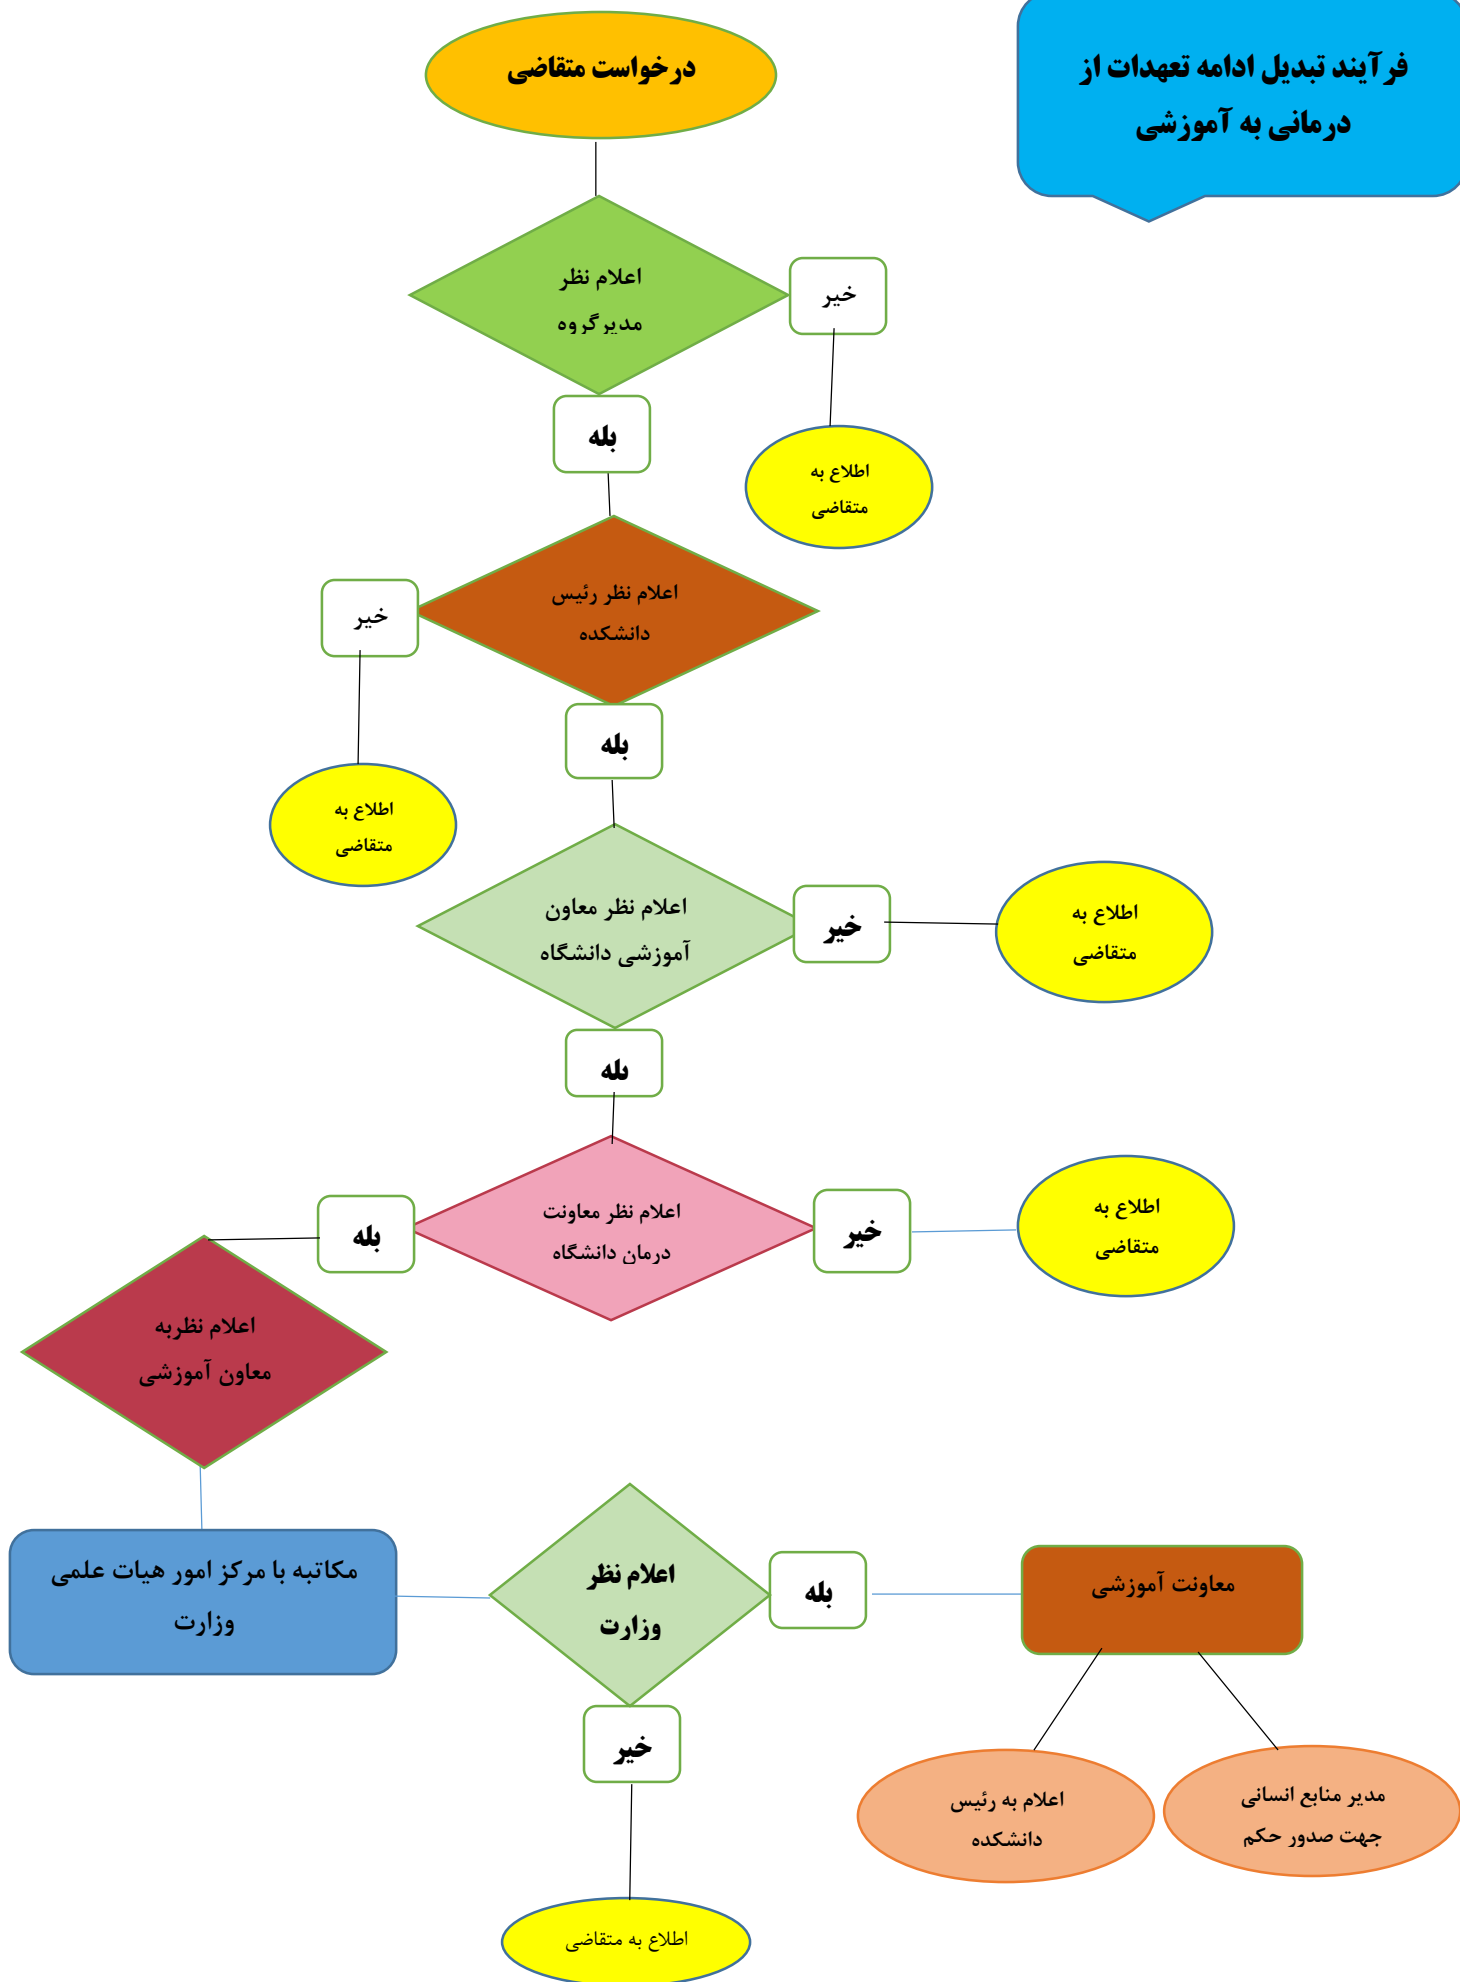 فرآیند تبدیل ادامه تعهدات از
درمانی به آموزشی
درخواست متقاضی
اعلام نظر
مدیرگروه
خیر
بله
اطلاع به
متقاضی
اعلام نظر رئیس
دانشکده
خیر
بله
اطلاع به
متقاضی
اعلام نظر معاون
آموزشی دانشگاه
خیر
اطلاع به
متقاضی
بله
اعلام نظر معاونت
درمان دانشگاه
خیر
اطلاع به
متقاضی
بله
اعلام نظربه
معاون آموزشی
مکاتبه با مرکز امور هیات علمی
وزارت
اعلام نظر
وزارت
بله
معاونت آموزشی
خیر
مدیر منابع انسانی
جهت صدور حکم
اعلام به رئیس
دانشکده
اطلاع به متقاضی